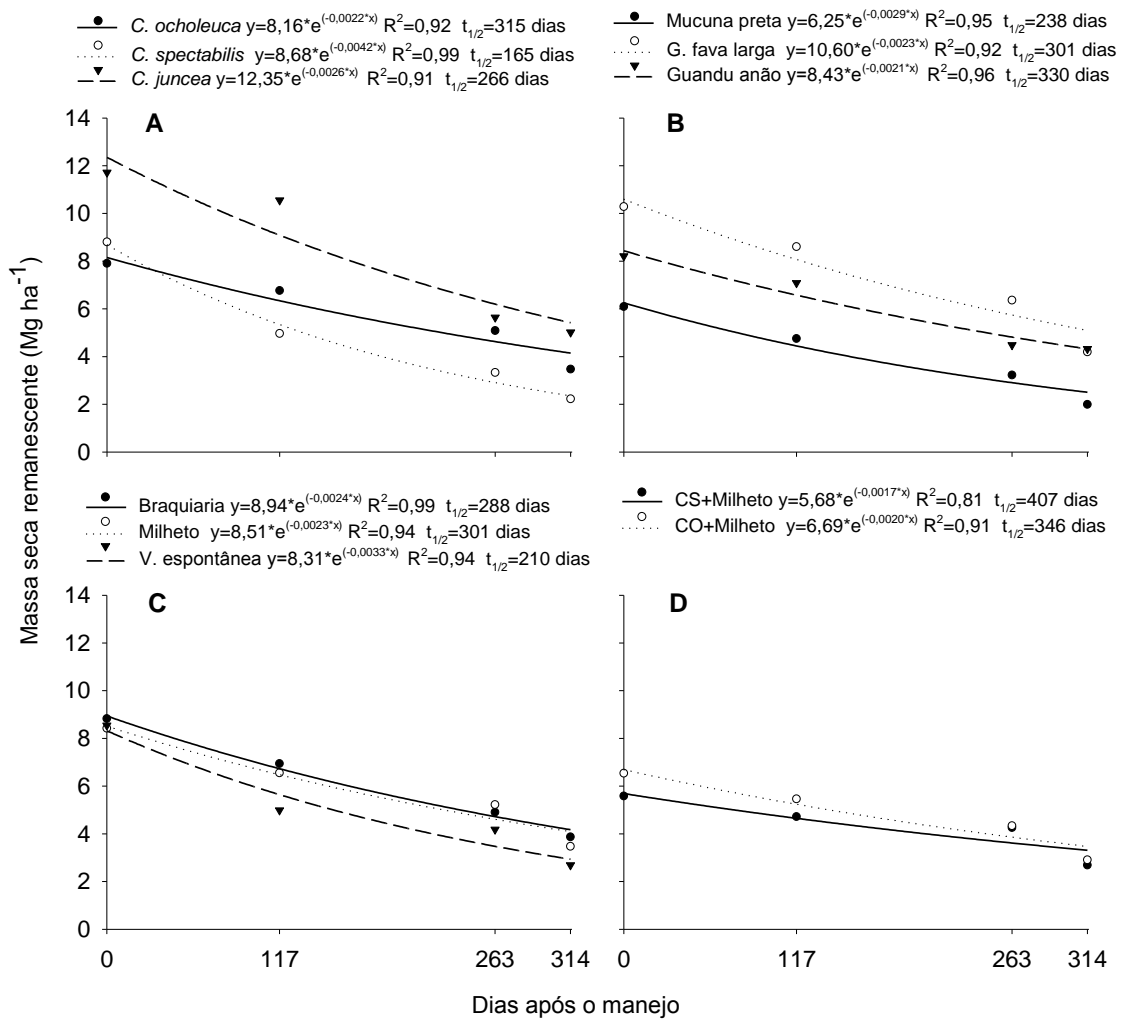 C. ocholeuca y=8,16*e(-0,0022*x) R2=0,92 t1/2=315 dias
C. spectabilis y=8,68*e(-0,0042*x) R2=0,99 t1/2=165 dias
C. juncea y=12,35*e(-0,0026*x) R2=0,91 t1/2=266 dias
Mucuna preta y=6,25*e(-0,0029*x) R2=0,95 t1/2=238 dias
G. fava larga y=10,60*e(-0,0023*x) R2=0,92 t1/2=301 dias
Guandu anão y=8,43*e(-0,0021*x) R2=0,96 t1/2=330 dias
A
14
12
10
8
6
4
2
0
B
Braquiaria y=8,94*e(-0,0024*x) R2=0,99 t1/2=288 dias
Milheto y=8,51*e(-0,0023*x) R2=0,94 t1/2=301 dias
V. espontânea y=8,31*e(-0,0033*x) R2=0,94 t1/2=210 dias
CS+Milheto y=5,68*e(-0,0017*x) R2=0,81 t1/2=407 dias
CO+Milheto y=6,69*e(-0,0020*x) R2=0,91 t1/2=346 dias
C
14
12
10
8
6
4
2
0
D
0 117 263 314
0 117 263 314
Massa seca remanescente (Mg ha-1)
Dias após o manejo